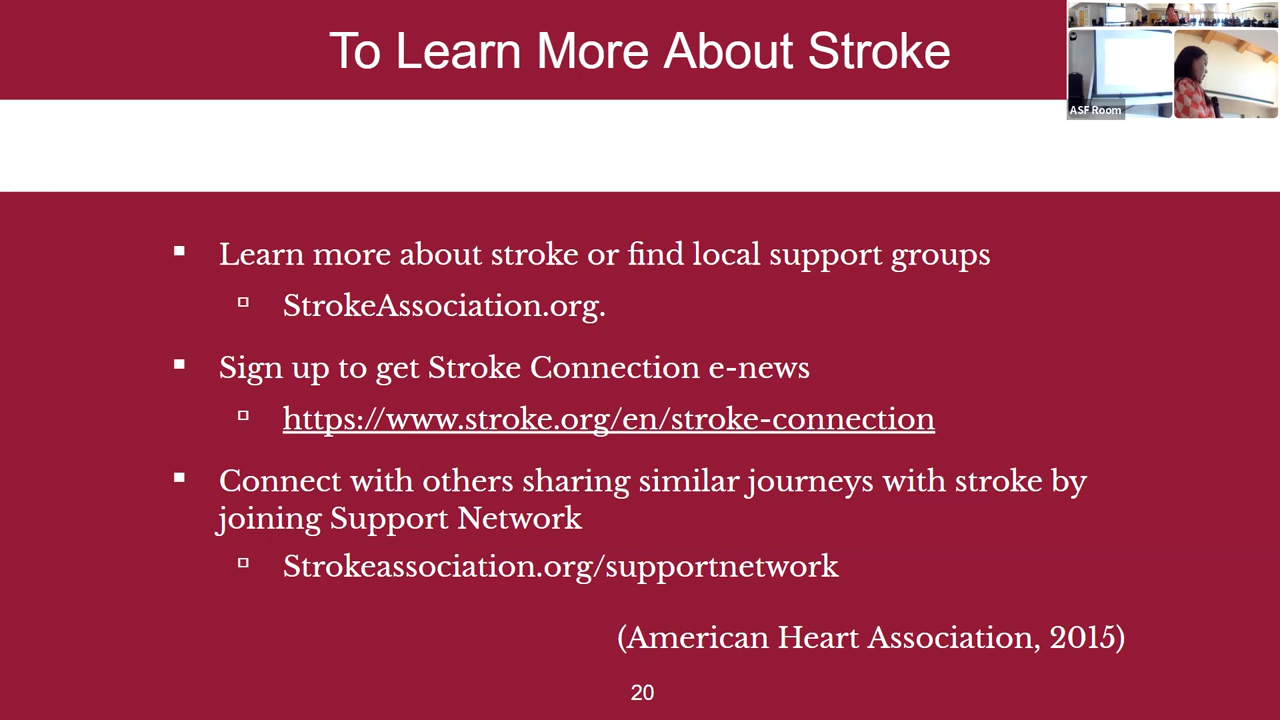 To Learn More About Stroke
ASF Room
Learn more about stroke or find local support groups
StrokeAssociation.org.
Sign up to get Stroke Connection e-news
https://www.stroke.org/en/stroke-connection
Connect with others sharing similar journeys with stroke by
joining Support Network
Strokeassociation.org/supportnetwork
(American Heart Association, 2015)
20